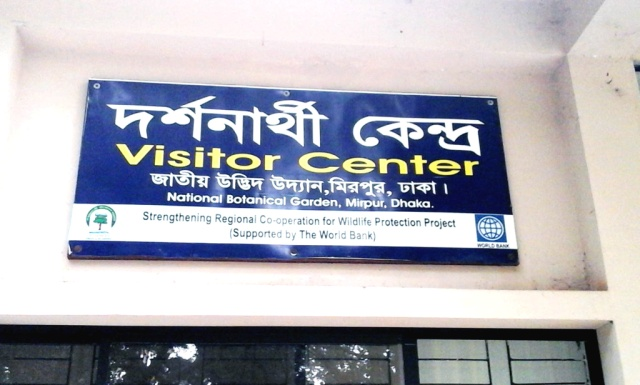 দর্শনার্থী কেন্দ্র
Visitor Center
জাতীয় উদ্ভিদ উদ্যান,মিরপুর, ঢাকা।
National Botanical Garden, Mirpur, Dhaka.
Strengthening Regional Co-operation for Wildlife Protection Project
(Supported by The World Bank)
WORLD BANK